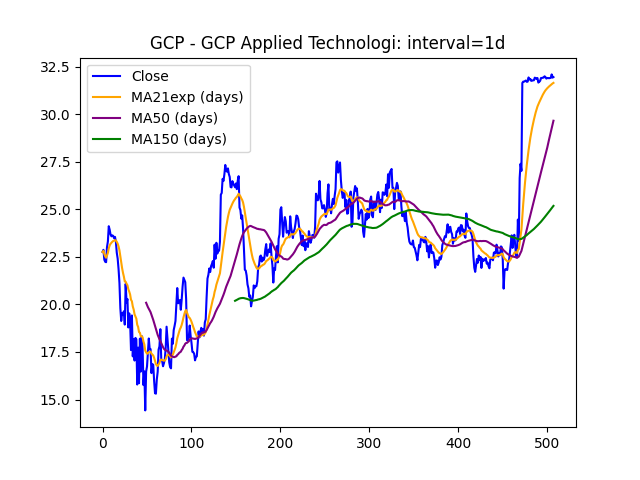 GCP - GCP Applied Technologi: interval=1d
32.5
30.0
27.5
25.0
22.5
20.0
17.5
15.0
Close
MA21exp (days)
MA50 (days)
MA150 (days)
0 100 200 300 400 500